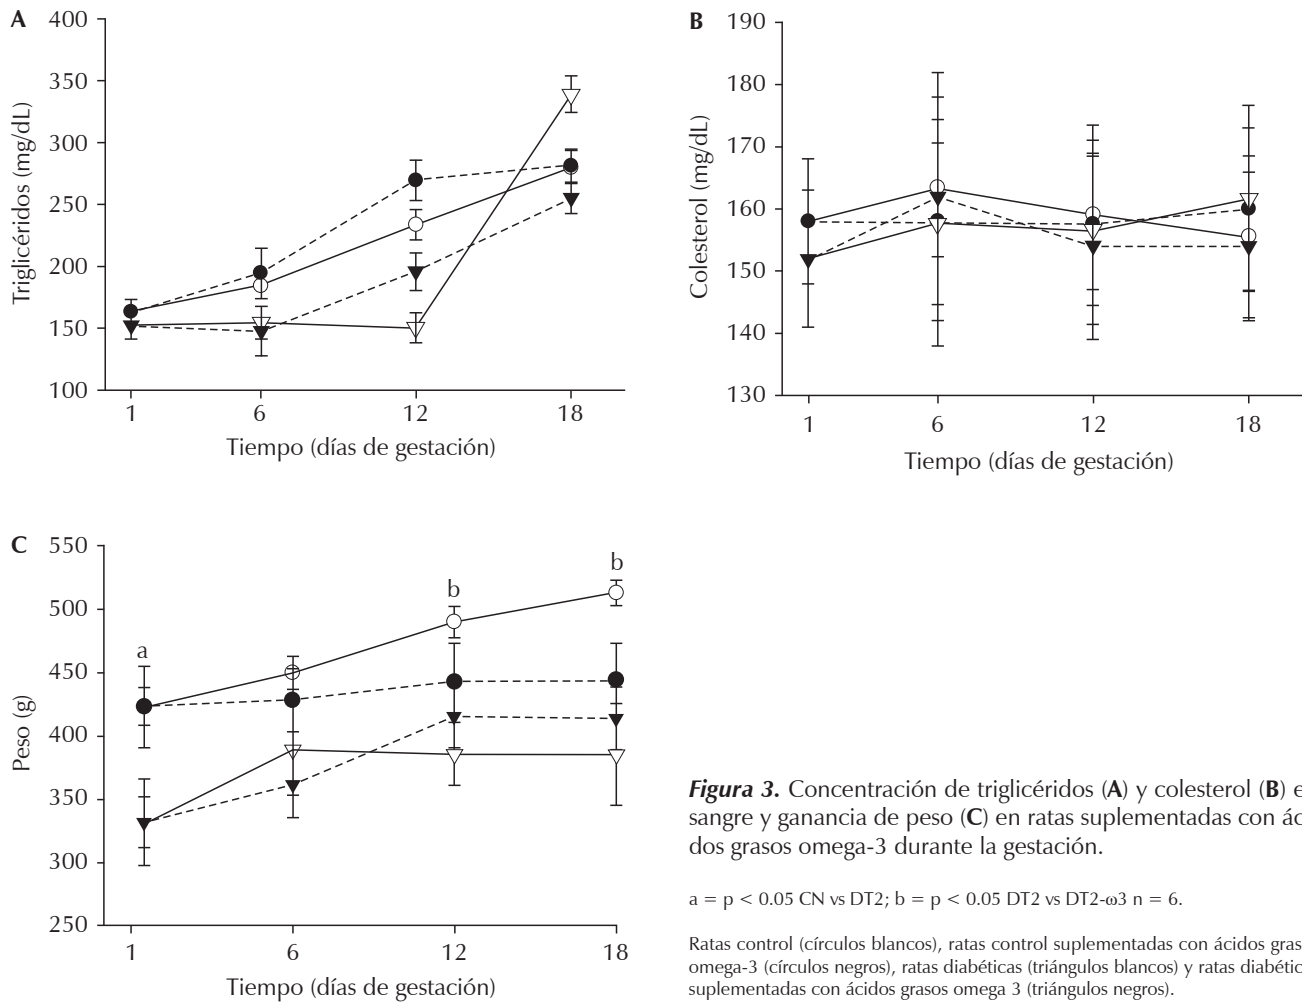 A
400
350
300
250
200
150
100
Triglicéridos (mg/dL)
1 6 12 18
Tiempo (días de gestación)
B
190
180
170
160
150
140
130
Colesterol (mg/dL)
1 6 12 18
Tiempo (días de gestación)
C
550
500
450
400
350
300
250
Peso (g)
a
b
b
1 6 12 18
Tiempo (días de gestación)
Figura 3. Concentración de triglicéridos (A) y colesterol (B) e
sangre y ganancia de peso (C) en ratas suplementadas con ác
dos grasos omega-3 durante la gestación.
a = p < 0.05 CN vs DT2; b = p < 0.05 DT2 vs DT2-ω3 n = 6.
Ratas control (círculos blancos), ratas control suplementadas con ácidos gras
omega-3 (círculos negros), ratas diabéticas (triángulos blancos) y ratas diabétic
suplementadas con ácidos grasos omega 3 (triángulos negros).